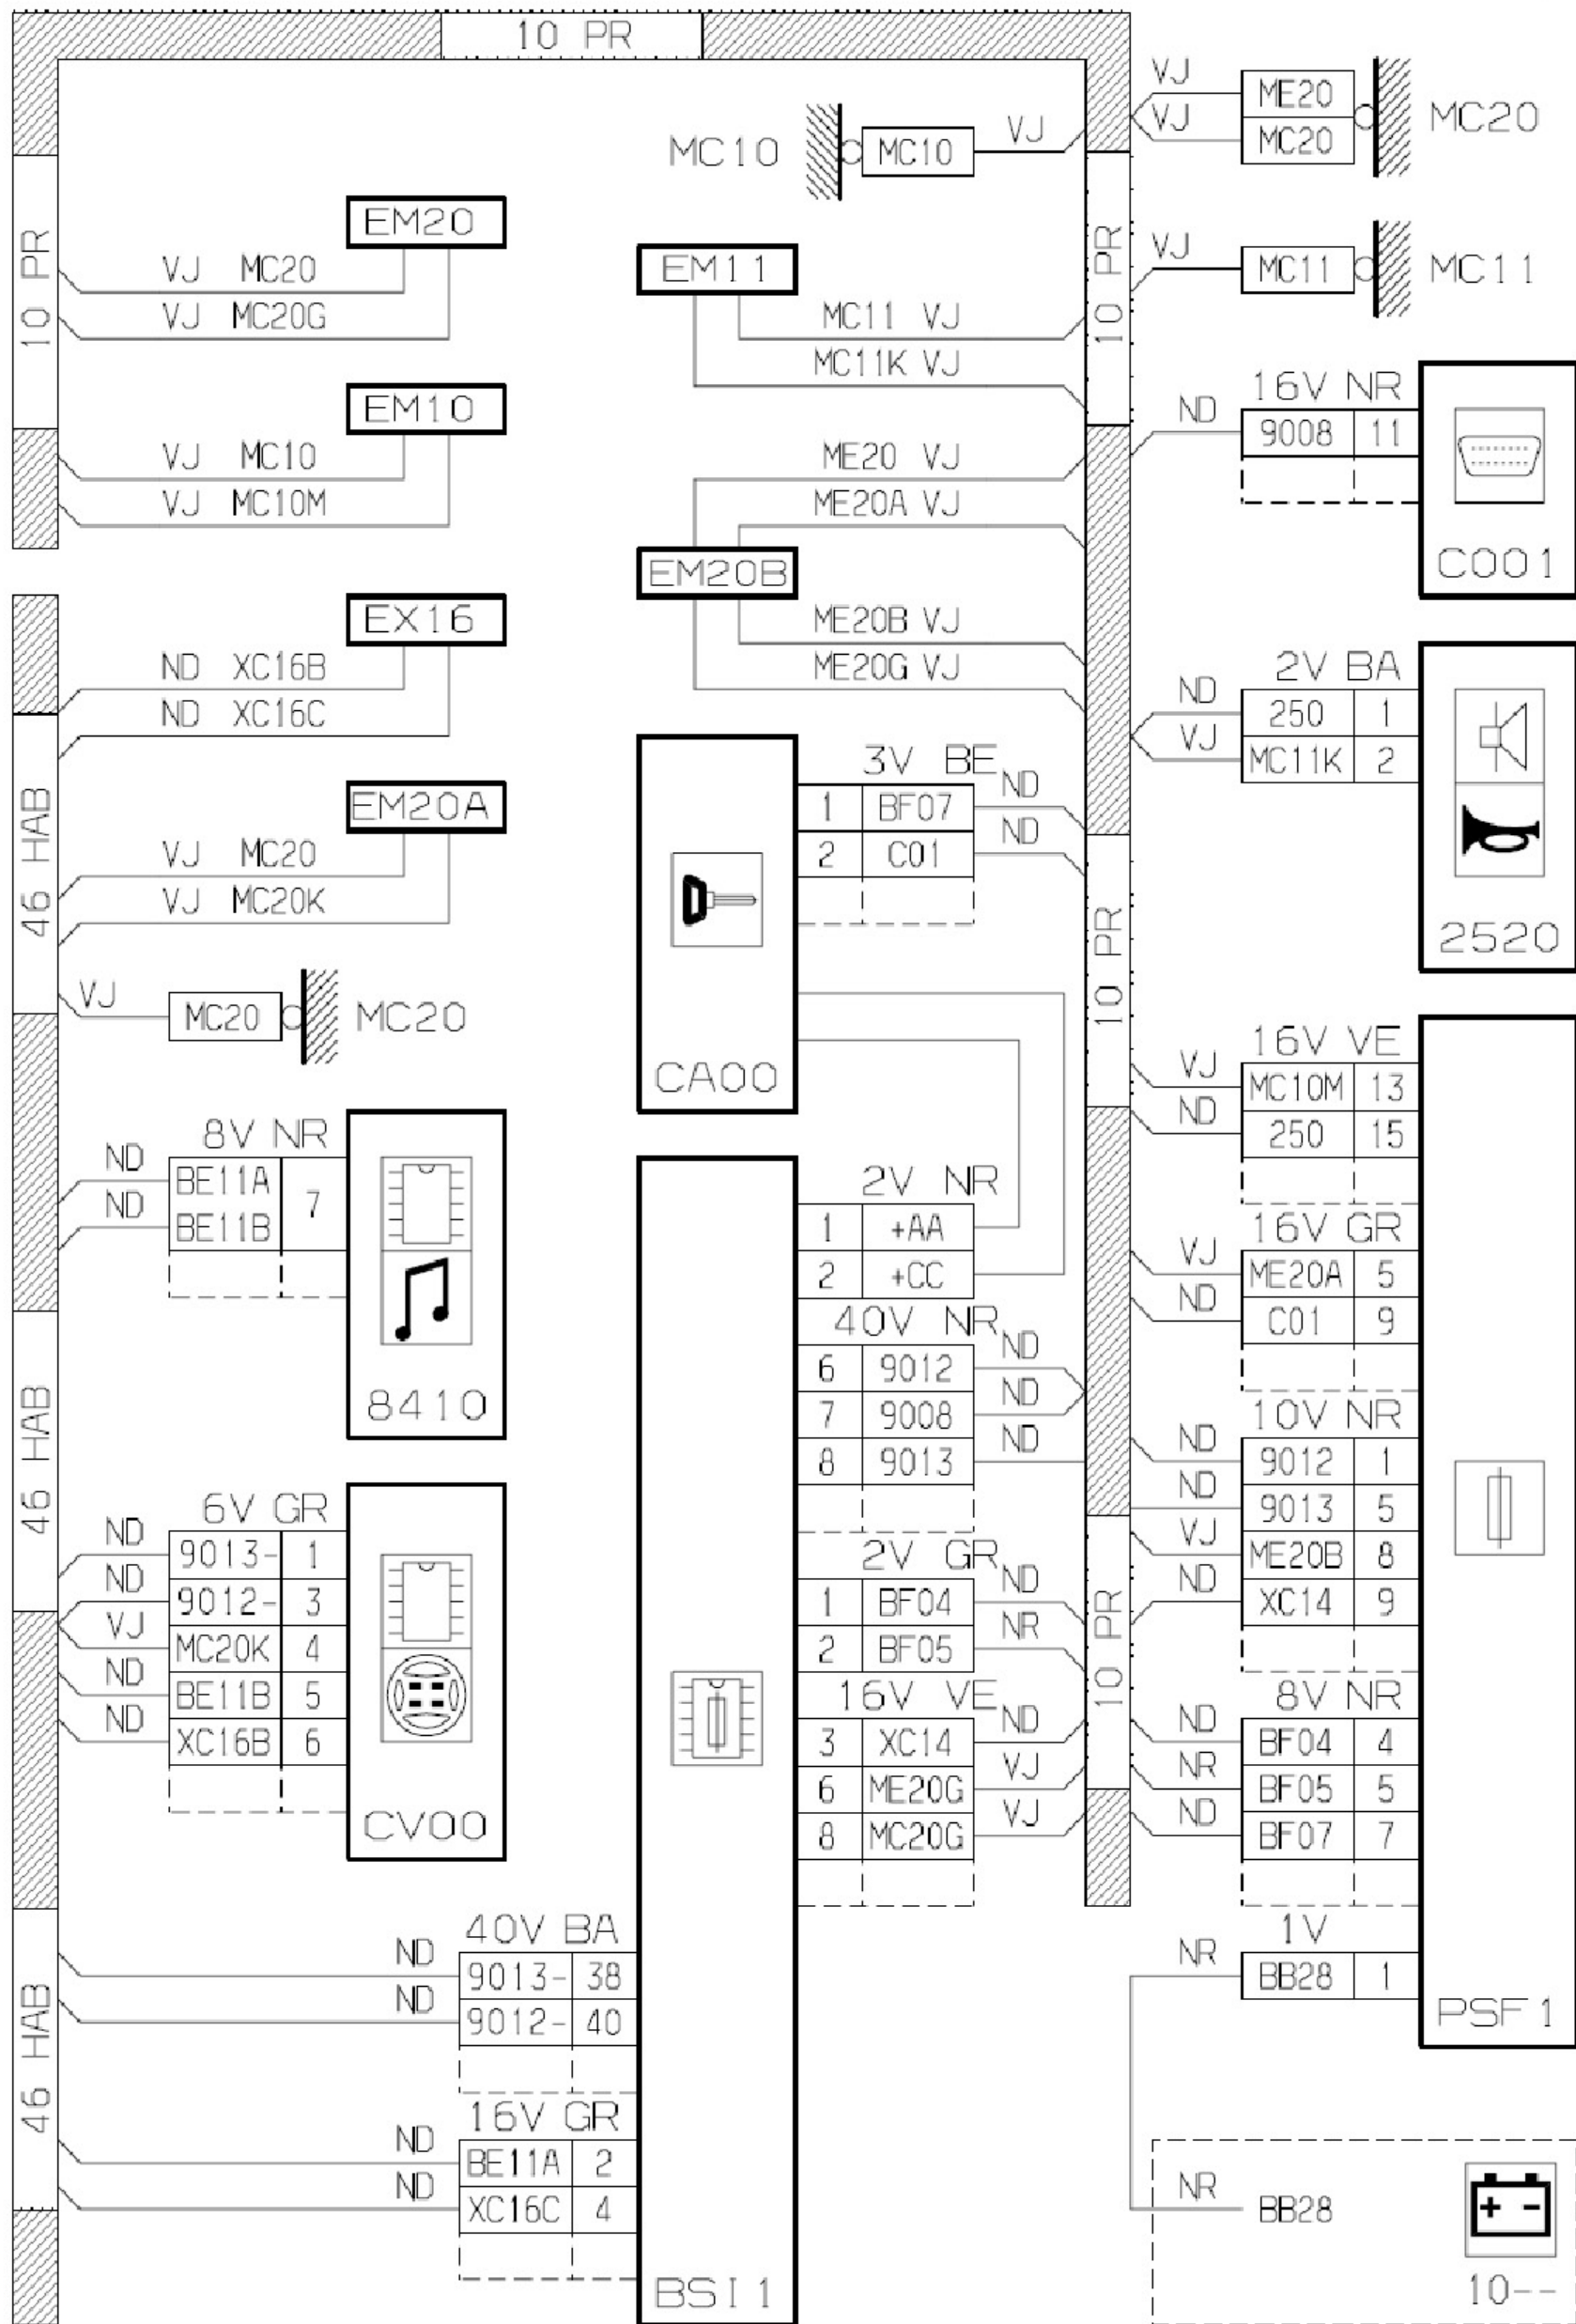 10 PR
10 PR
EM20
VJ MC20
VJ MC20G
EM10
VJ MC10
VJ MC10M
EX16
ND XC16B
ND XC16C
46 HAB
EM20A
VJ MC20
VJ MC20K
VJ
MC20
MC20
8V NR
ND
BE11A
7
ND
BE11B
8410
46 HAB
6V GR
ND
9013- 1
ND
9012- 3
VJ
MC20K 4
ND
BE11B 5
ND
XC16B 6
CV00
46 HAB
40V BA
ND
9013- 38
ND
9012- 40
16V GR
ND
BE11A 2
ND
XC16C 4
MC10
MC10
VJ
EM11
MC11 VJ
MC11K VJ
ME20 VJ
ME20A VJ
EM20B
ME20B VJ
ME20G VJ
3V BE
1 BF07
ND
2 C01
ND
CA00
2V NR
1 +AA
2 +CC
40V NR
6 9012
ND
7 9008
ND
8 9013
ND
2V GR
1 BF04
ND
2 BF05
NR
16V VE
3 XC14
ND
6 ME20G
VJ
8 MC20G
VJ
BSI1
10 PR
10 PR
10 PR
VJ
ME20
VJ
MC20
MC20
VJ
MC11
MC11
16V NR
ND
9008 11
C001
2V BA
ND
250 1
VJ
MC11K 2
2520
16V VE
VJ
MC10M 13
ND
250 15
16V GR
VJ
ME20A 5
ND
C01 9
10V NR
ND
9012 1
ND
9013 5
VJ
ME20B 8
ND
XC14 9
8V NR
ND
BF04 4
NR
BF05 5
ND
BF07 7
1V
NR
BB28 1
PSF1
NR
BB28
+ -
10--